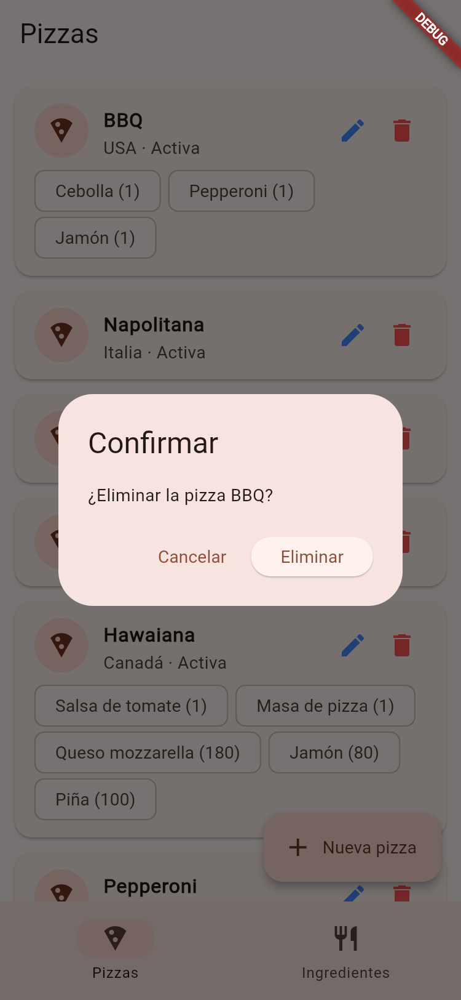 Pizzas
DEBUG
BBQ
USA · Activa
Cebolla (1)
Pepperoni (1)
Jamón (1)
Napolitana
Italia · Activa
Confirmar
¿Eliminar la pizza BBQ?
Cancelar
Eliminar
Hawaiana
Canadá · Activa
Salsa de tomate (1)
Masa de pizza (1)
Queso mozzarella (180)
Jamón (80)
Piña (100)
Nueva pizza
Pepperoni
Pizzas
Ingredientes